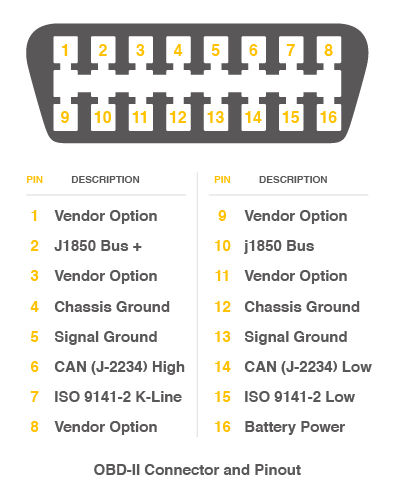 1 2 3 4 5 6 7 8
9 10 11 12 13 14 15 16
PIN DESCRIPTION PIN DESCRIPTION
1 Vendor Option 9 Vendor Option
2 J1850 Bus + 10 j1850 Bus
3 Vendor Option 11 Vendor Option
4 Chassis Ground 12 Chassis Ground
5 Signal Ground 13 Signal Ground
6 CAN (J-2234) High 14 CAN (J-2234) Low
7 ISO 9141-2 K-Line 15 ISO 9141-2 Low
8 Vendor Option 16 Battery Power
OBD-II Connector and Pinout